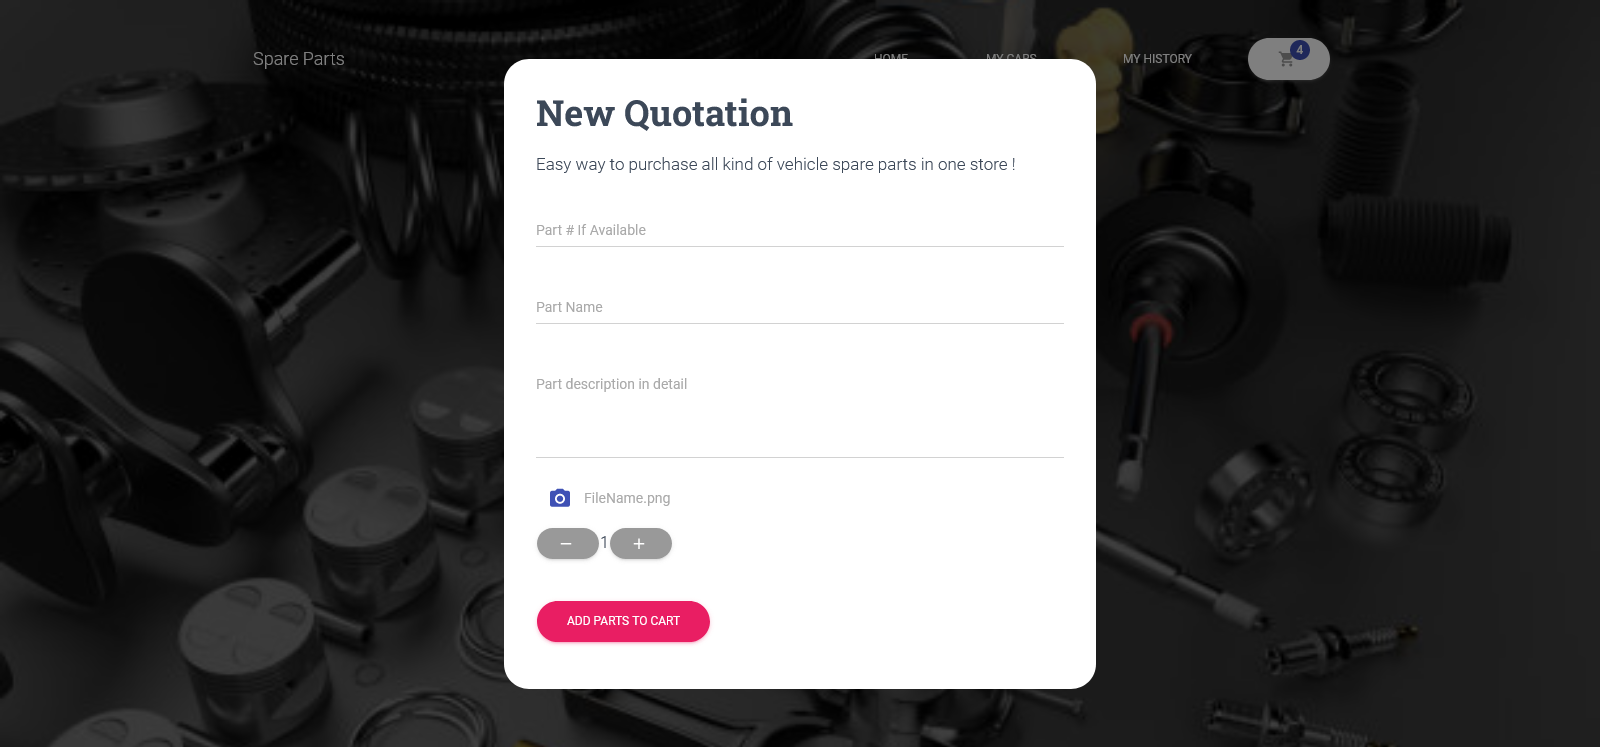 Spare Parts
HOME
MY CARS
MY HISTORY
4
New Quotation
Easy way to purchase all kind of vehicle spare parts in one store !
Part # If Available
Part Name
Part description in detail
FileName.png
− 1 +
ADD PARTS TO CART